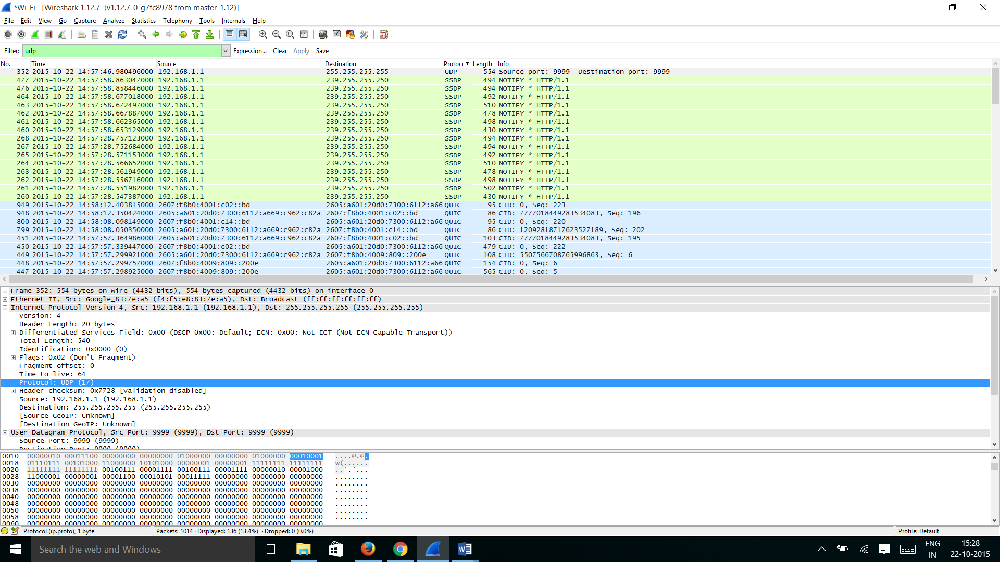 *Wi-Fi [Wireshark 1.12.7 (v1.12.7-0-g7fc8978 from master-1.12)]
File Edit View Go Capture Analyze Statistics Telephony Tools Internals Help
Filter: udp Expression... Clear Apply Save
No. Time Source Destination Protoc Length Info
352 2015-10-22 14:57:46.980496000 192.168.1.1 255.255.255.255 UDP 554 Source port: 9999 Destination port: 9999
477 2015-10-22 14:57:58.863047000 192.168.1.1 239.255.255.250 SSDP 494 NOTIFY * HTTP/1.1
476 2015-10-22 14:57:58.858446000 192.168.1.1 239.255.255.250 SSDP 494 NOTIFY * HTTP/1.1
464 2015-10-22 14:57:58.677018000 192.168.1.1 239.255.255.250 SSDP 492 NOTIFY * HTTP/1.1
463 2015-10-22 14:57:58.672497000 192.168.1.1 239.255.255.250 SSDP 510 NOTIFY * HTTP/1.1
462 2015-10-22 14:57:58.667887000 192.168.1.1 239.255.255.250 SSDP 478 NOTIFY * HTTP/1.1
461 2015-10-22 14:57:58.662365000 192.168.1.1 239.255.255.250 SSDP 498 NOTIFY * HTTP/1.1
460 2015-10-22 14:57:58.653129000 192.168.1.1 239.255.255.250 SSDP 430 NOTIFY * HTTP/1.1
268 2015-10-22 14:57:28.757123000 192.168.1.1 239.255.255.250 SSDP 494 NOTIFY * HTTP/1.1
267 2015-10-22 14:57:28.752684000 192.168.1.1 239.255.255.250 SSDP 494 NOTIFY * HTTP/1.1
265 2015-10-22 14:57:28.571153000 192.168.1.1 239.255.255.250 SSDP 492 NOTIFY * HTTP/1.1
264 2015-10-22 14:57:28.566652000 192.168.1.1 239.255.255.250 SSDP 510 NOTIFY * HTTP/1.1
263 2015-10-22 14:57:28.561949000 192.168.1.1 239.255.255.250 SSDP 478 NOTIFY * HTTP/1.1
262 2015-10-22 14:57:28.556716000 192.168.1.1 239.255.255.250 SSDP 498 NOTIFY * HTTP/1.1
261 2015-10-22 14:57:28.551982000 192.168.1.1 239.255.255.250 SSDP 502 NOTIFY * HTTP/1.1
260 2015-10-22 14:57:28.547387000 192.168.1.1 239.255.255.250 SSDP 430 NOTIFY * HTTP/1.1
949 2015-10-22 14:58:12.403815000 2607:f8b0:4001:c02::bd 2605:a601:20d0:7300:6112:a66 QUIC 95 CID: 0, Seq: 223
948 2015-10-22 14:58:12.350424000 2605:a601:20d0:7300:6112:a669:c962:c82a 2607:f8b0:4001:c02::bd QUIC 86 CID: 7777018449283534083, Seq: 196
800 2015-10-22 14:58:08.098149000 2607:f8b0:4001:c14::bd 2605:a601:20d0:7300:6112:a66 QUIC 95 CID: 0, Seq: 220
799 2015-10-22 14:58:08.050350000 2605:a601:20d0:7300:6112:a669:c962:c82a 2607:f8b0:4001:c14::bd QUIC 86 CID: 12092818717623527189, Seq: 202
451 2015-10-22 14:57:57.364986000 2605:a601:20d0:7300:6112:a669:c962:c82a 2607:f8b0:4001:c02::bd QUIC 103 CID: 7777018449283534083, Seq: 195
450 2015-10-22 14:57:57.339447000 2607:f8b0:4001:c02::bd 2605:a601:20d0:7300:6112:a66 QUIC 479 CID: 0, Seq: 222
449 2015-10-22 14:57:57.299921000 2605:a601:20d0:7300:6112:a669:c962:c82a 2607:f8b0:4009:809::200e QUIC 108 CID: 5507566708765996863, Seq: 6
448 2015-10-22 14:57:57.299757000 2607:f8b0:4009:809::200e 2605:a601:20d0:7300:6112:a66 QUIC 154 CID: 0, Seq: 6
447 2015-10-22 14:57:57.298925000 2607:f8b0:4009:809::200e 2605:a601:20d0:7300:6112:a66 QUIC 565 CID: 0, Seq: 5
Frame 352: 554 bytes on wire (4432 bits), 554 bytes captured (4432 bits) on interface 0
Ethernet II, Src: Google_83:7e:a5 (f4:f5:e8:83:7e:a5), Dst: Broadcast (ff:ff:ff:ff:ff:ff)
Internet Protocol Version 4, Src: 192.168.1.1 (192.168.1.1), Dst: 255.255.255.255 (255.255.255.255)
Version: 4
Header Length: 20 bytes
Differentiated Services Field: 0x00 (DSCP 0x00: Default; ECN: 0x00: Not-ECT (Not ECN-Capable Transport))
Total Length: 540
Identification: 0x0000 (0)
Flags: 0x02 (Don't Fragment)
Fragment offset: 0
Time to live: 64
Protocol: UDP (17)
Header checksum: 0x7728 [validation disabled]
Source: 192.168.1.1 (192.168.1.1)
Destination: 255.255.255.255 (255.255.255.255)
[Source GeoIP: Unknown]
[Destination GeoIP: Unknown]
User Datagram Protocol, Src Port: 9999 (9999), Dst Port: 9999 (9999)
Source Port: 9999 (9999)
Destination Port: 9999 (9999)
0010 00000010 00011100 00000000 00000000 01000000 00000000 01000000 00010001 ....@.@.
0018 01110111 00101000 11000000 10101000 00000001 00000001 11111111 11111111 w(......
0020 11111111 11111111 00100111 00001111 00100111 00001111 00000010 00001000 ..'.'...
0028 11000001 00000001 00001100 00010101 00011111 00000000 00000000 00000000 ........
0030 00000000 00000000 00000000 00000000 00000000 00000000 00000000 00000000 ........
0038 00000000 00000000 00000000 00000000 00000000 00000000 00000000 00000000 ........
0040 00000000 00000000 00000000 00000000 00000000 00000000 00000000 00000000 ........
0048 00000000 00000000 00000000 00000000 00000000 00000000 00000000 00000000 ........
0050 00000000 00000000 00000000 00000000 00000000 00000000 00000000 00000000 ........
0058 00000000 00000000 00000000 00000000 00000000 00000000 00000000 00000000 ........
0060 00000000 00000000 00000000 00000000 00000000 00000000 00000000 00000000
Protocol (ip.proto), 1 byte Packets: 1014 · Displayed: 136 (13.4%) · Dropped: 0 (0.0%) Profile: Default
Search the web and Windows
ENG
IN
15:28
22-10-2015